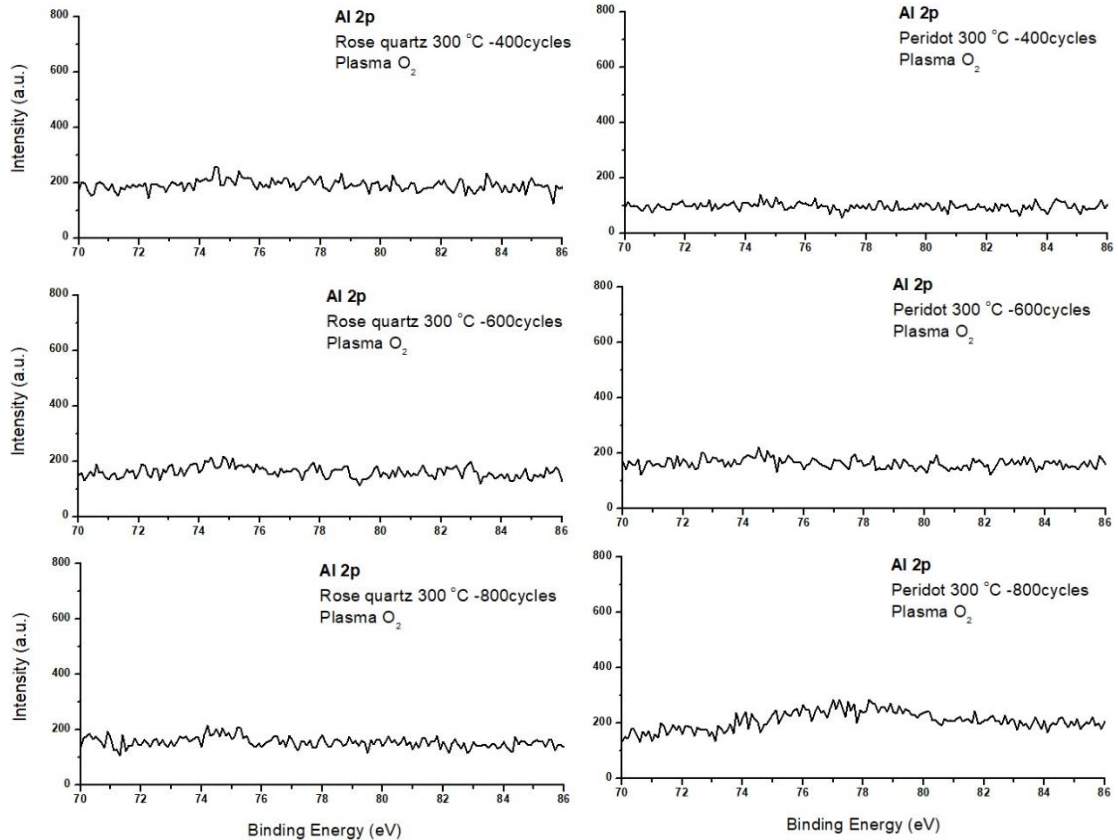 800
600
400
200
0
Intensity (a.u.)
Al 2p
Rose quartz 300 °C -400cycles
Plasma O₂
70 72 74 76 78 80 82 84 86
800
600
400
200
0
Al 2p
Peridot 300 °C -400cycles
Plasma O₂
70 72 74 76 78 80 82 84 86
800
600
400
200
0
Intensity (a.u.)
Al 2p
Rose quartz 300 °C -600cycles
Plasma O₂
70 72 74 76 78 80 82 84 86
800
600
400
200
0
Al 2p
Peridot 300 °C -600cycles
Plasma O₂
70 72 74 76 78 80 82 84 86
800
600
400
200
0
Intensity (a.u.)
Al 2p
Rose quartz 300 °C -800cycles
Plasma O₂
70 72 74 76 78 80 82 84 86
Binding Energy (eV)
800
600
400
200
0
Al 2p
Peridot 300 °C -800cycles
Plasma O₂
70 72 74 76 78 80 82 84 86
Binding Energy (eV)